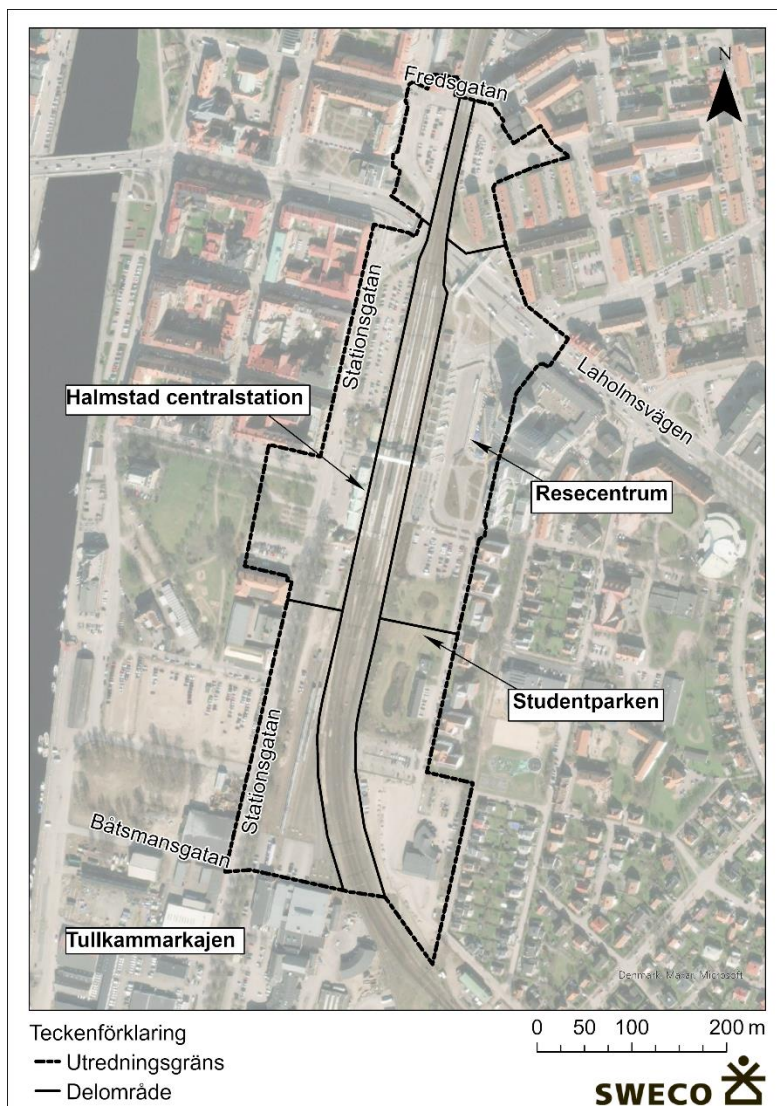 N
Fredsgatan
Stationsgatan
Laholmsvägen
Halmstad centralstation
Resecentrum
Studentparken
Stationsgatan
Båtsmansgatan
Tullkammarkajen
Denmark, Maxar, Microsoft
Teckenförklaring
Utredningsgräns
Delområde
0 50 100 200 m
SWECO